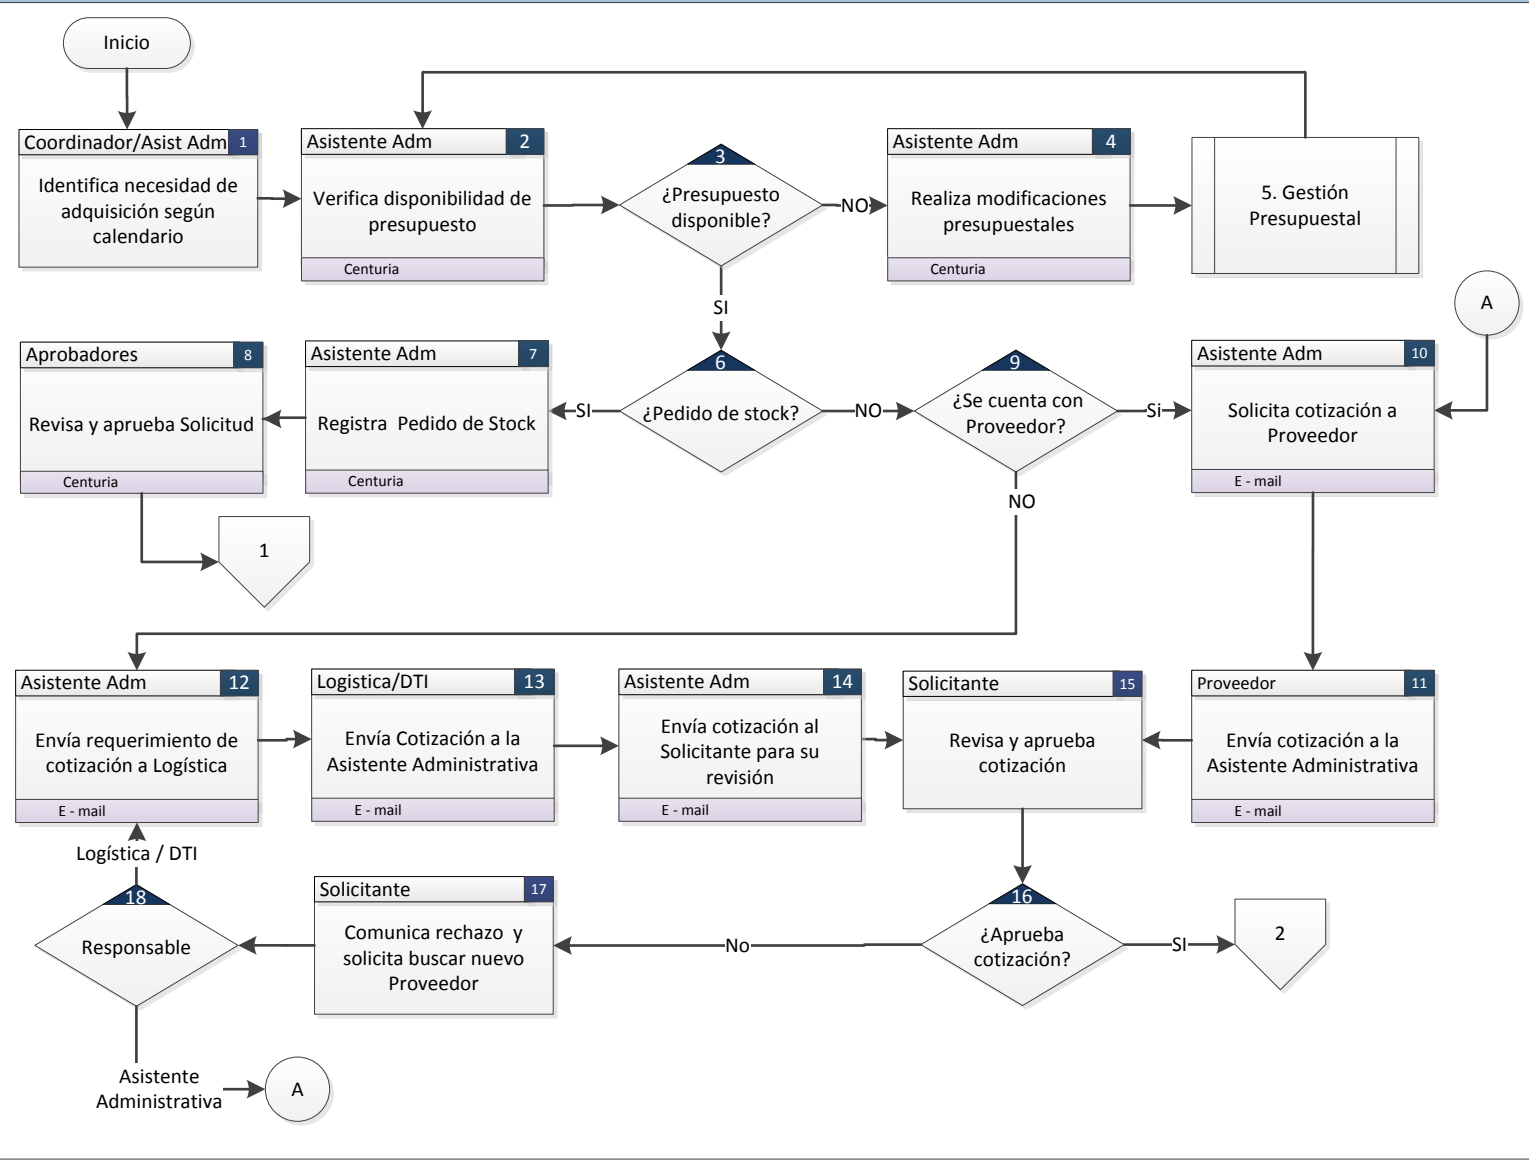 Inicio
Coordinador/Asist Adm 1
Identifica necesidad de
adquisición según
calendario
Asistente Adm 2
Verifica disponibilidad de
presupuesto
Centuria
3
¿Presupuesto
disponible?
NO
SI
Asistente Adm 4
Realiza modificaciones
presupuestales
Centuria
5. Gestión
Presupuestal
A
Aprobadores 8
Revisa y aprueba Solicitud
Centuria
1
Asistente Adm 7
Registra Pedido de Stock
Centuria
SI
6
¿Pedido de stock?
NO
9
¿Se cuenta con
Proveedor?
Si
NO
Asistente Adm 10
Solicita cotización a
Proveedor
E - mail
Asistente Adm 12
Envía requerimiento de
cotización a Logística
E - mail
Logistica/DTI 13
Envía Cotización a la
Asistente Administrativa
E - mail
Asistente Adm 14
Envía cotización al
Solicitante para su
revisión
E - mail
Solicitante 15
Revisa y aprueba
cotización
Proveedor 11
Envía cotización a la
Asistente Administrativa
E - mail
Logística / DTI
18
Responsable
Solicitante 17
Comunica rechazo y
solicita buscar nuevo
Proveedor
No
16
¿Aprueba
cotización?
SI
2
Asistente
Administrativa
A